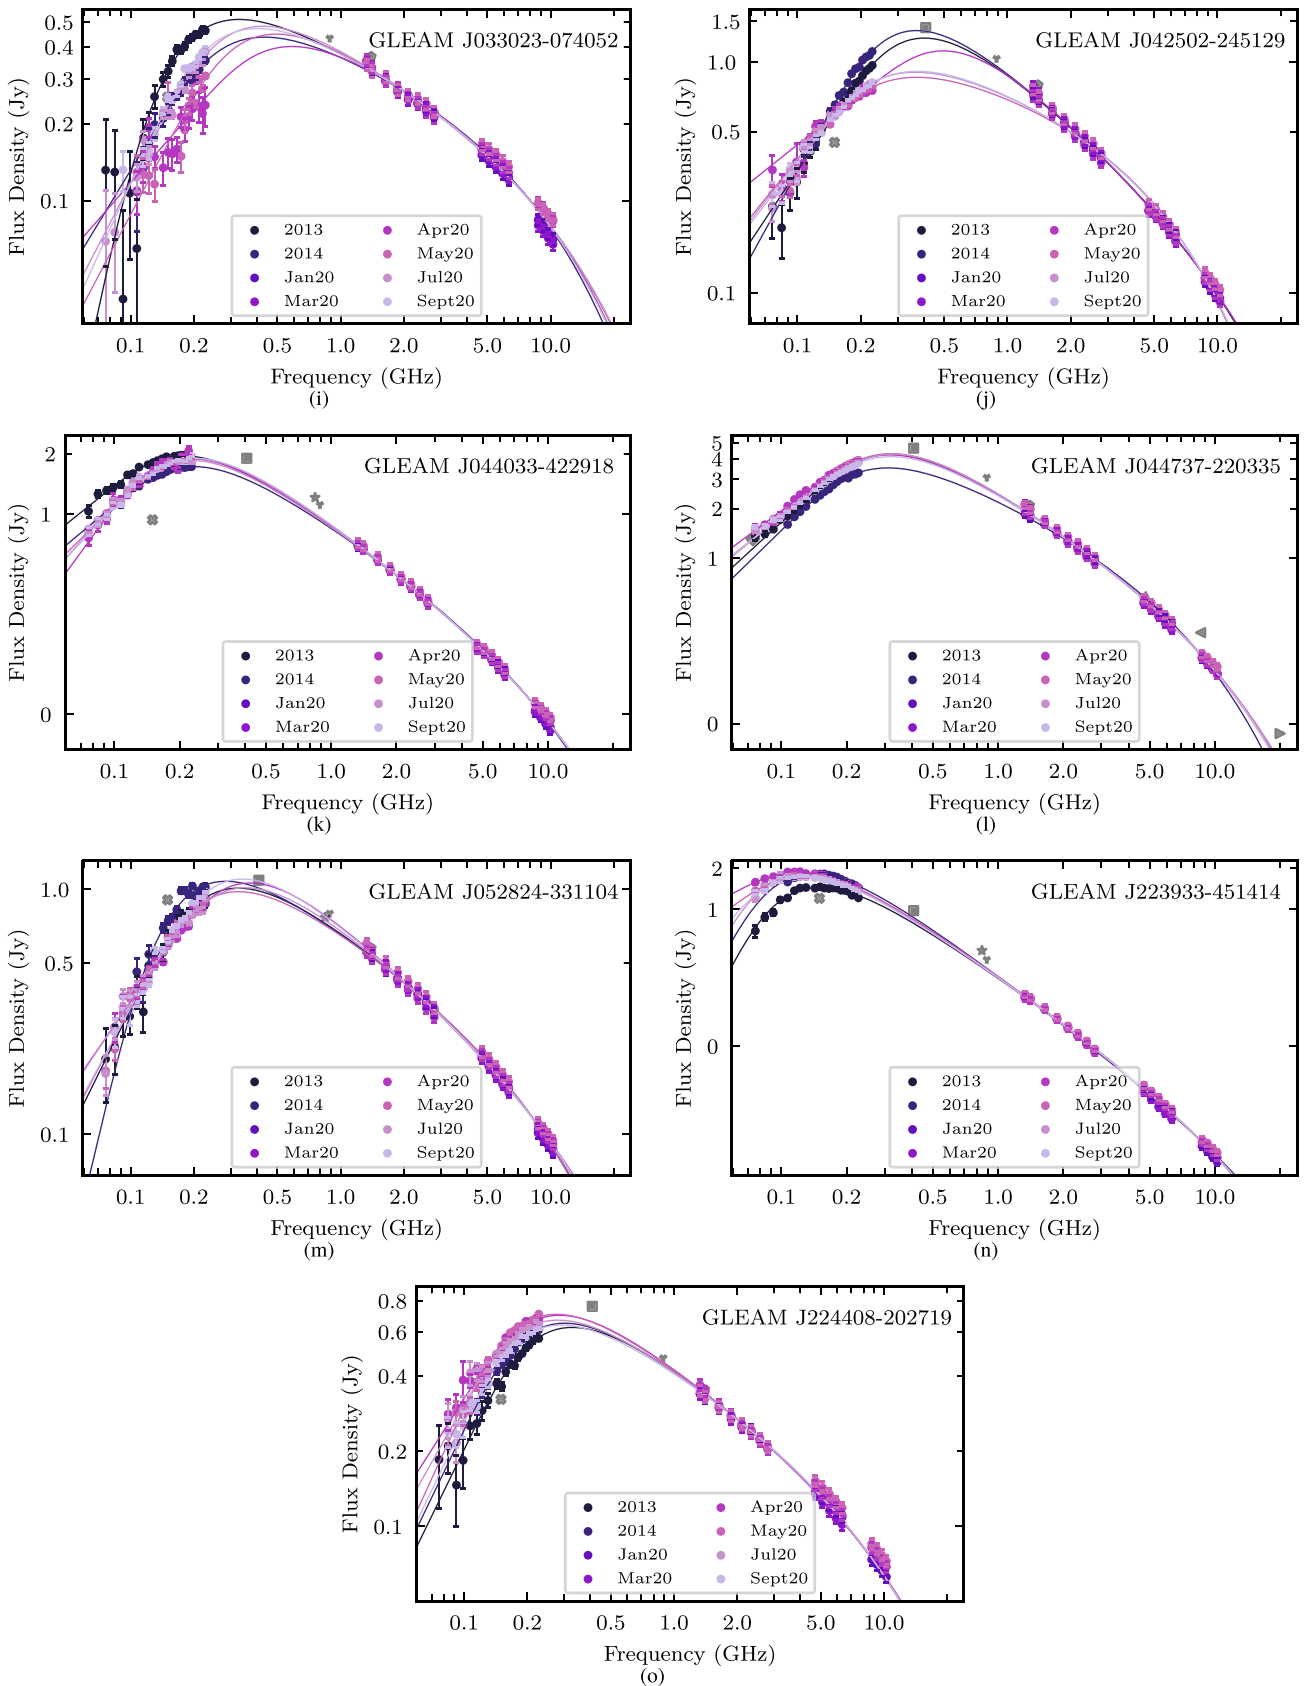 GLEAM J033023-074052
Flux Density (Jy)
0.5
0.4
0.3
0.2
0.1
2013
2014
Jan20
Mar20
Apr20
May20
Jul20
Sept20
0.1 0.2 0.5 1.0 2.0 5.0 10.0
Frequency (GHz)
(i)
GLEAM J042502-245129
Flux Density (Jy)
1.5
1.0
0.5
0.1
2013
2014
Jan20
Mar20
Apr20
May20
Jul20
Sept20
0.1 0.2 0.5 1.0 2.0 5.0 10.0
Frequency (GHz)
(j)
GLEAM J044033-422918
Flux Density (Jy)
2
1
0
2013
2014
Jan20
Mar20
Apr20
May20
Jul20
Sept20
0.1 0.2 0.5 1.0 2.0 5.0 10.0
Frequency (GHz)
(k)
GLEAM J044737-220335
Flux Density (Jy)
5
4
3
2
1
0
2013
2014
Jan20
Mar20
Apr20
May20
Jul20
Sept20
0.1 0.2 0.5 1.0 2.0 5.0 10.0
Frequency (GHz)
(l)
GLEAM J052824-331104
Flux Density (Jy)
1.0
0.5
0.1
2013
2014
Jan20
Mar20
Apr20
May20
Jul20
Sept20
0.1 0.2 0.5 1.0 2.0 5.0 10.0
Frequency (GHz)
(m)
GLEAM J223933-451414
Flux Density (Jy)
2
1
0
2013
2014
Jan20
Mar20
Apr20
May20
Jul20
Sept20
0.1 0.2 0.5 1.0 2.0 5.0 10.0
Frequency (GHz)
(n)
GLEAM J224408-202719
Flux Density (Jy)
0.8
0.6
0.4
0.2
0.1
2013
2014
Jan20
Mar20
Apr20
May20
Jul20
Sept20
0.1 0.2 0.5 1.0 2.0 5.0 10.0
Frequency (GHz)
(o)